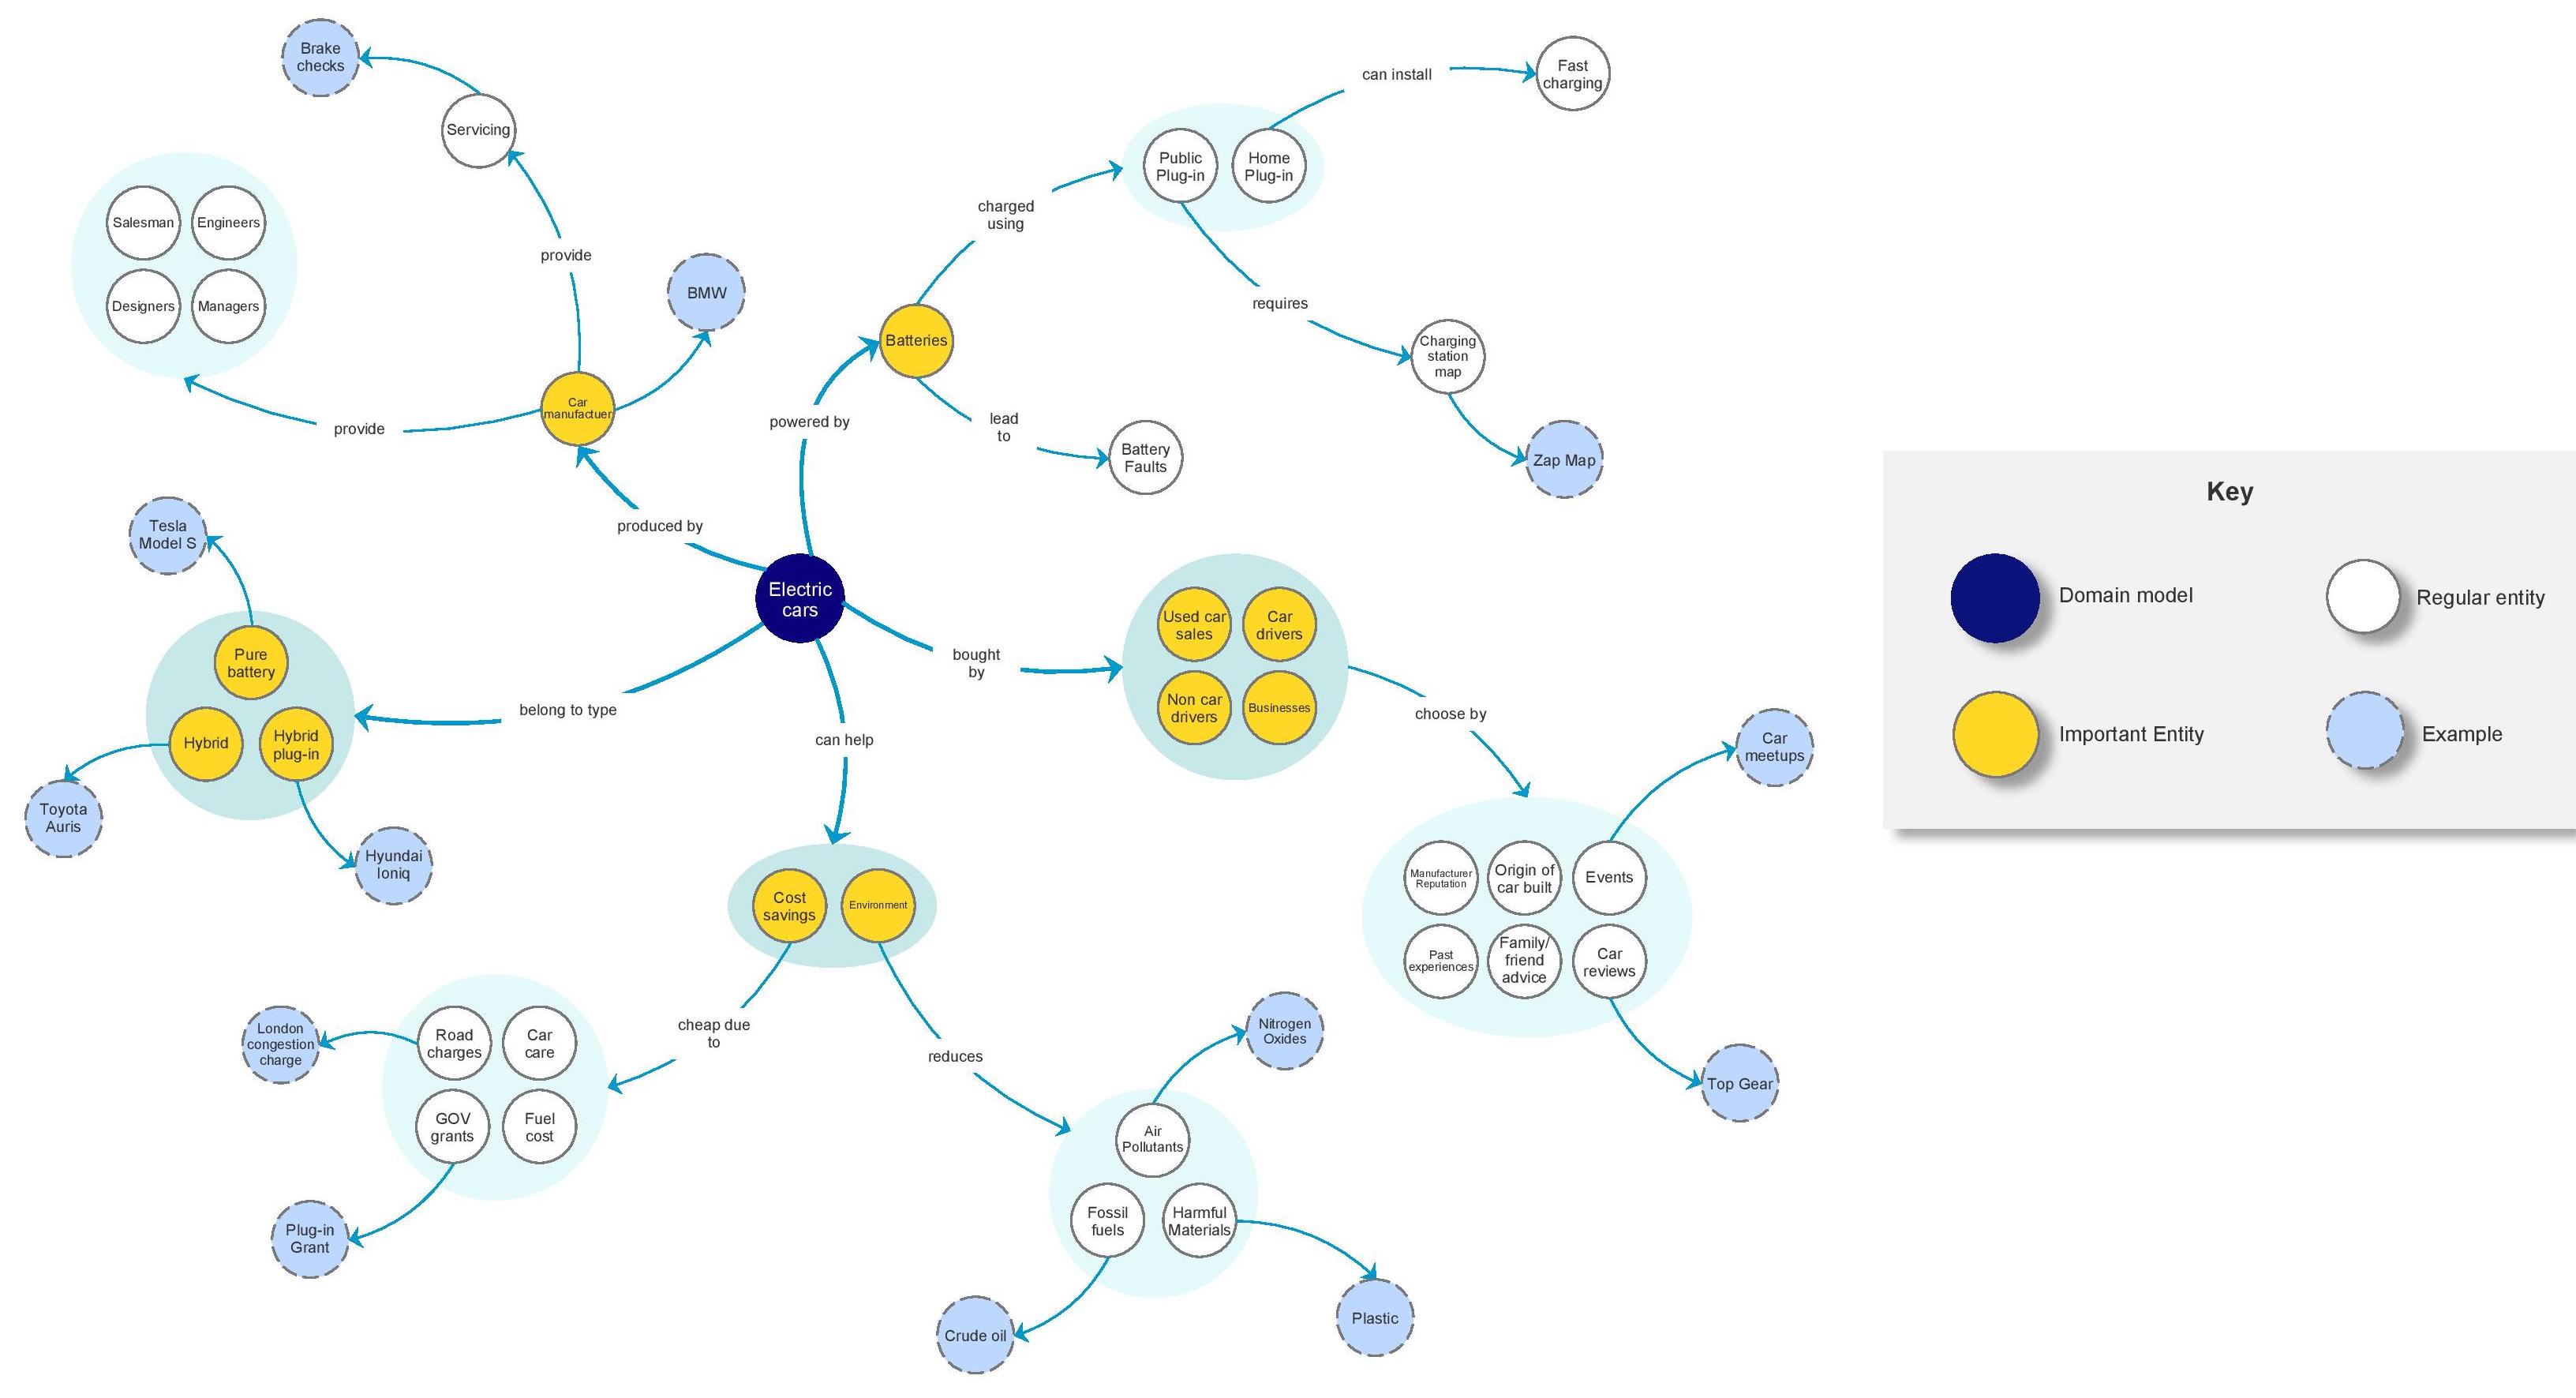 Brake
checks
Servicing
Salesman
Engineers
Designers
Managers
provide
provide
BMW
Car
manufactuer
produced by
powered by
Batteries
charged
using
Public
Plug-in
Home
Plug-in
can install
Fast
charging
requires
Charging
station
map
Zap Map
lead
to
Battery
Faults
Electric
cars
Tesla
Model S
Pure
battery
Hybrid
Hybrid
plug-in
Toyota
Auris
Hyundai
Ioniq
belong to type
can help
bought
by
Used car
sales
Car
drivers
Non car
drivers
Businesses
choose by
Car
meetups
Manufacturer
Reputation
Origin of
car built
Events
Past
experiences
Family/
friend
advice
Car
reviews
Top Gear
Cost
savings
Environment
cheap due
to
reduces
London
congestion
charge
Road
charges
Car
care
GOV
grants
Fuel
cost
Plug-in
Grant
Nitrogen
Oxides
Air
Pollutants
Fossil
fuels
Harmful
Materials
Crude oil
Plastic
Key
Domain model
Regular entity
Important Entity
Example